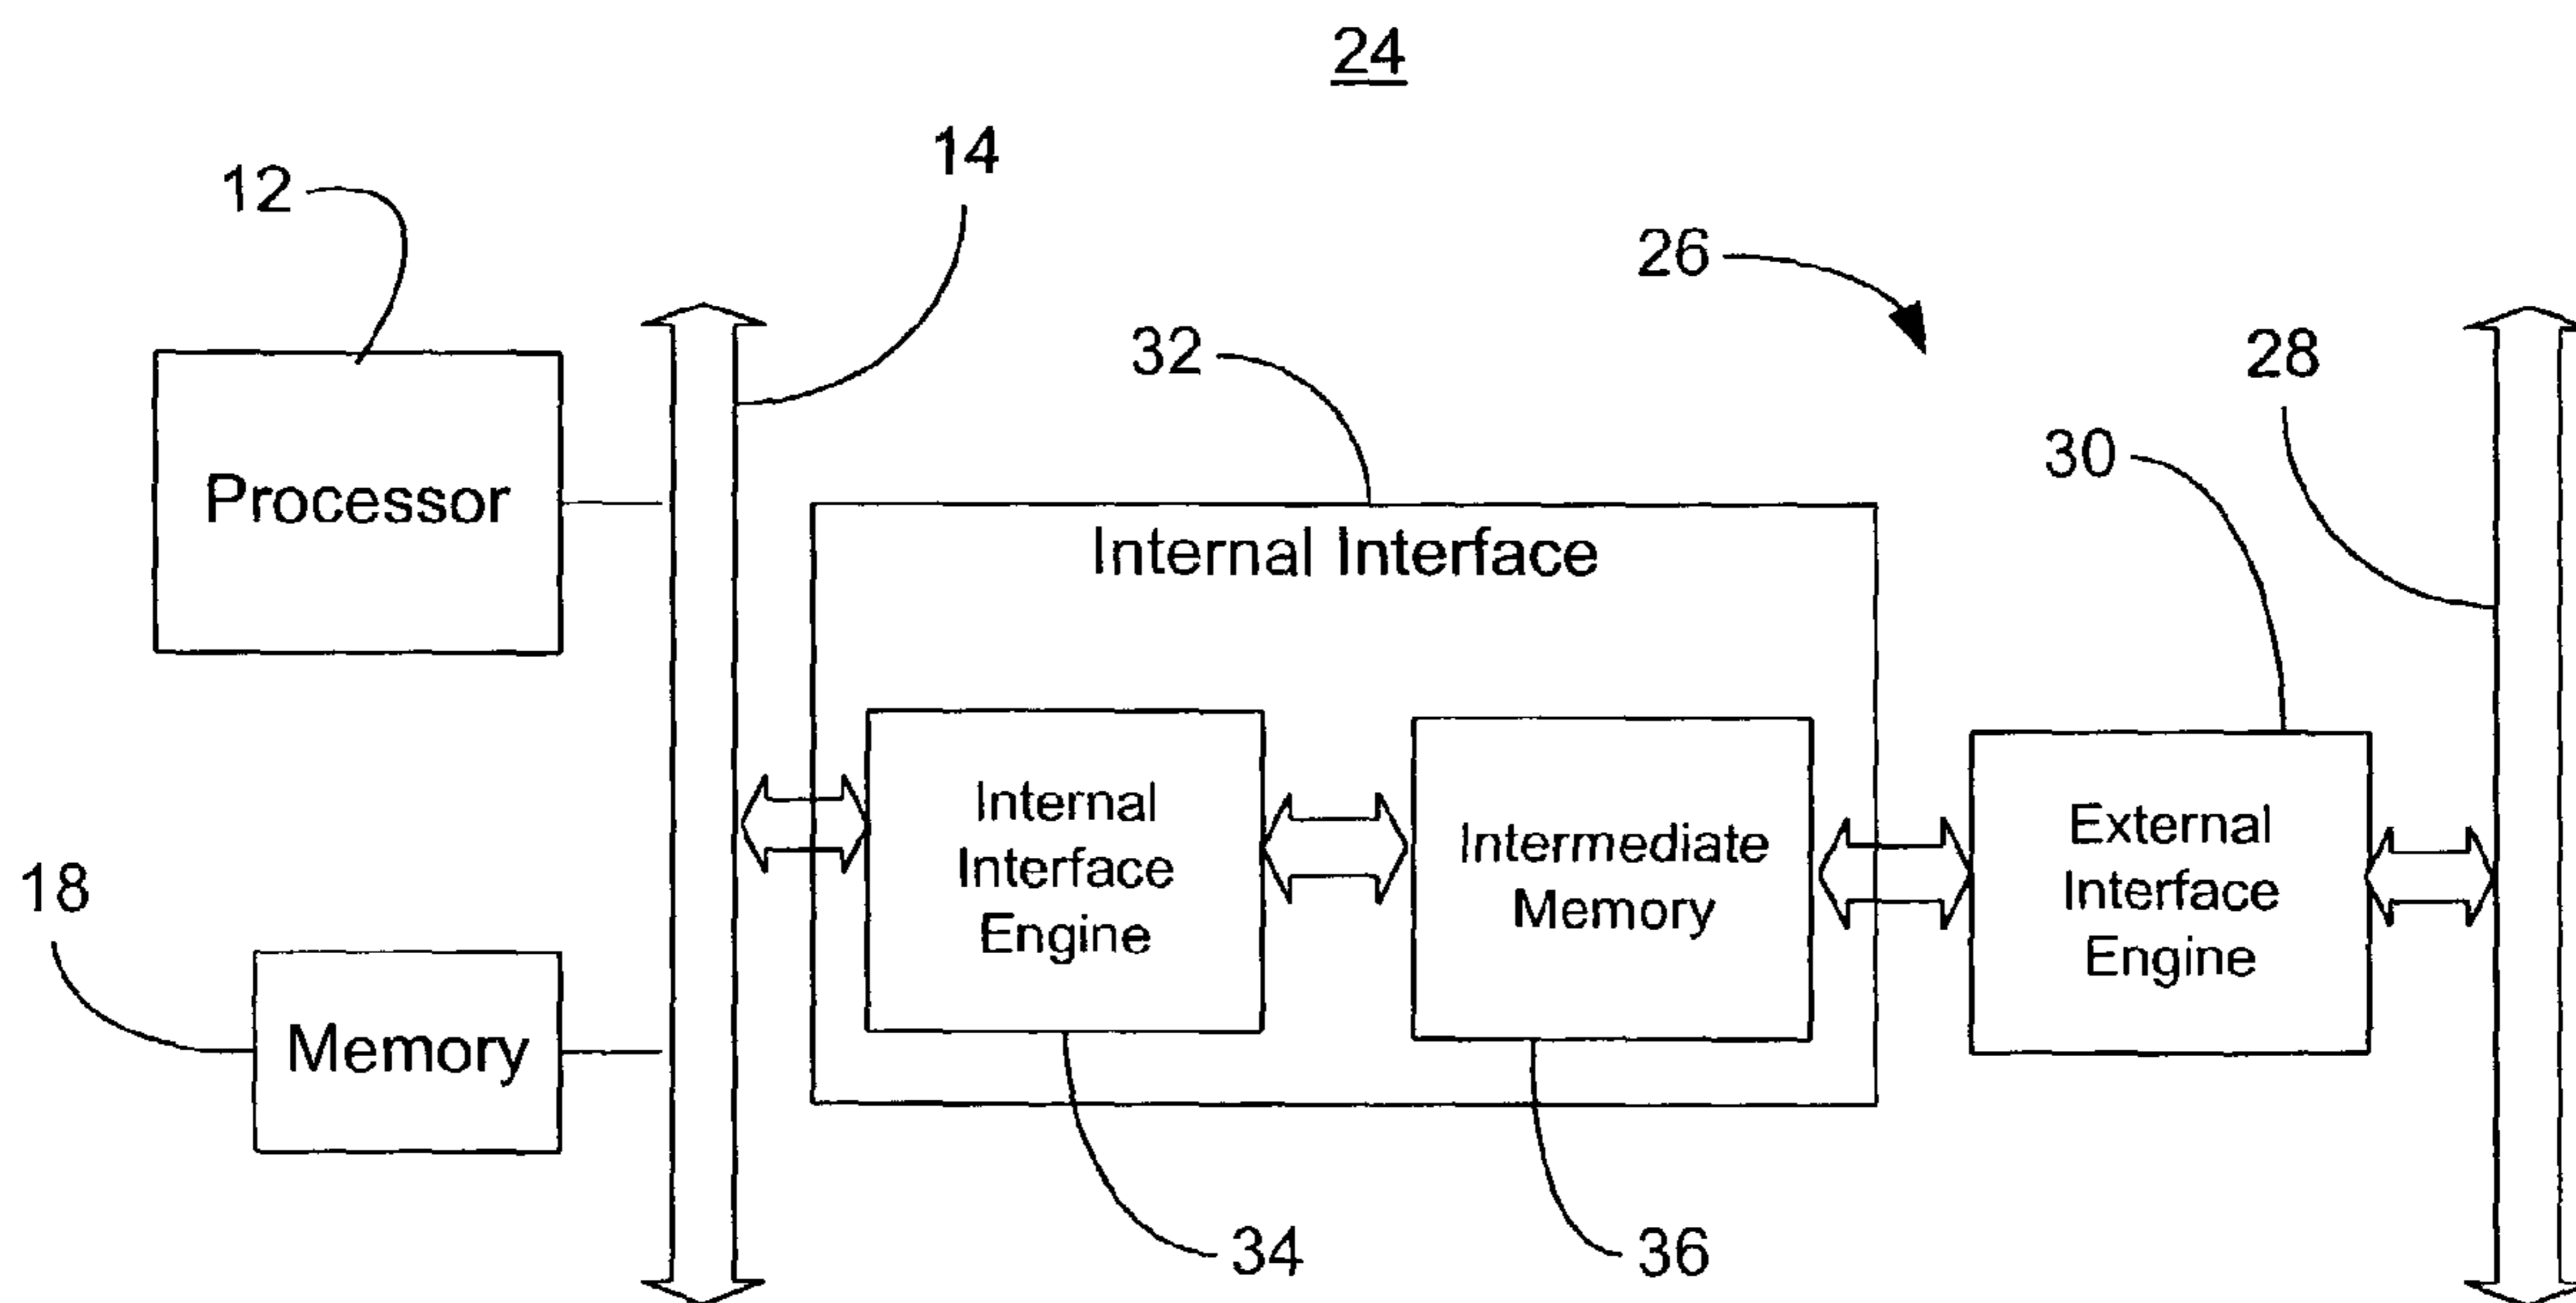 24
14
12
26
32
28
30
Processor
Internal Interface
Internal
Interface
Engine
Intermediate
Memory
External
Interface
Engine
18
Memory
34
36